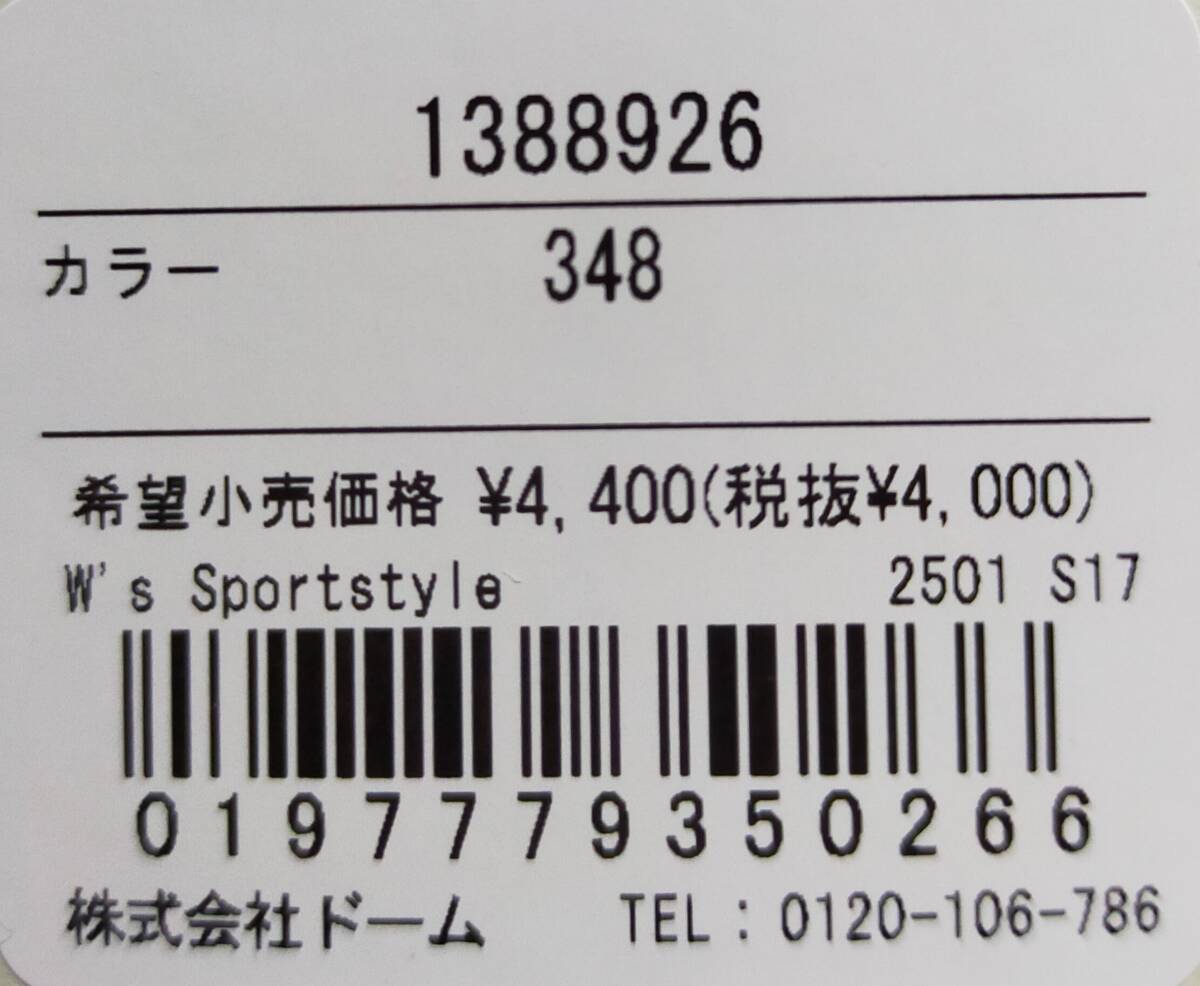 1388926
カラー 348
希望小売価格 ¥4,400(税抜¥4,000)
W's Sportstyle 2501 S17
0197779350266
株式会社ドーム TEL:0120-106-786